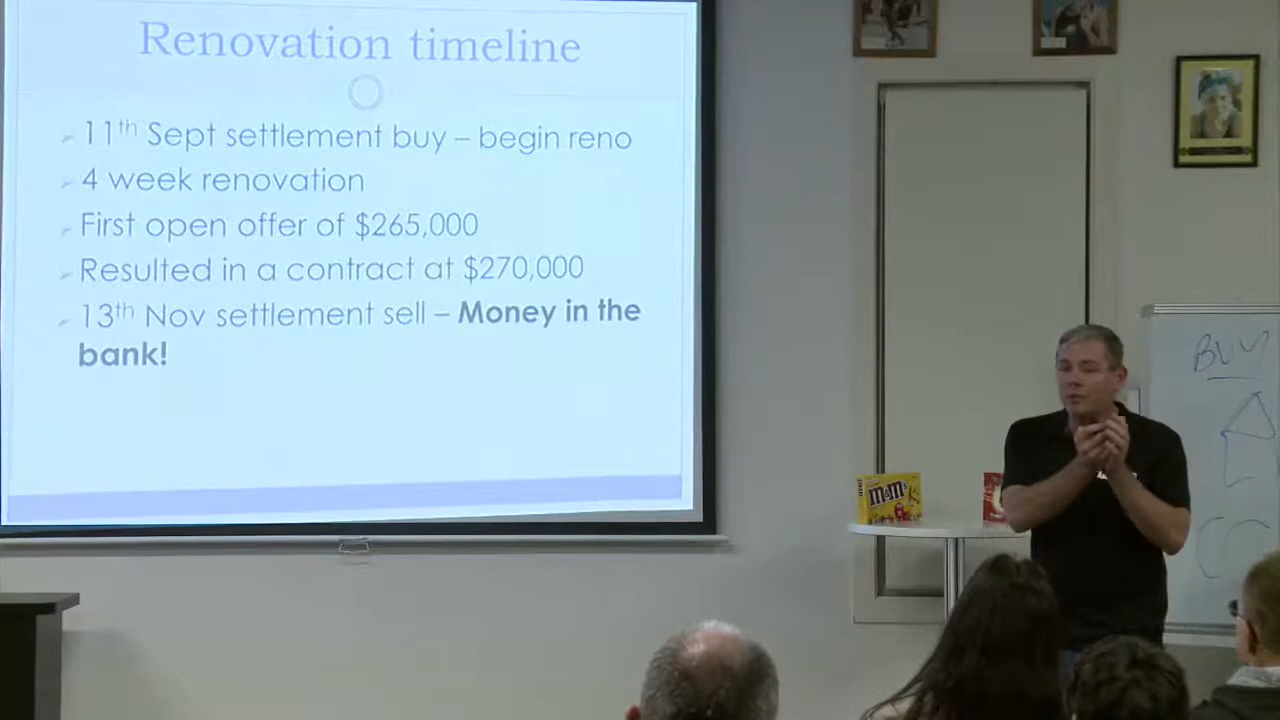 Renovation timeline
11th Sept settlement buy – begin reno
4 week renovation
First open offer of $265,000
Resulted in a contract at $270,000
13th Nov settlement sell – Money in the
bank!
BUY
m&m's